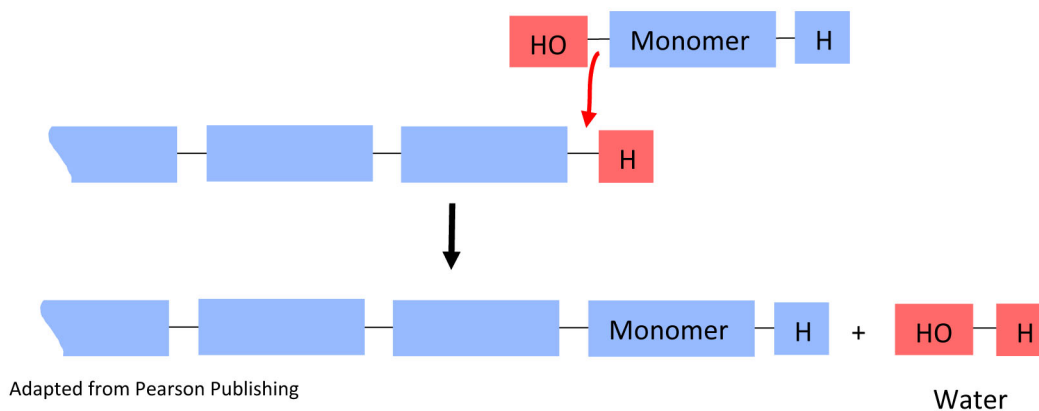 HO Monomer H
H
Monomer H + HO H
Adapted from Pearson Publishing
Water